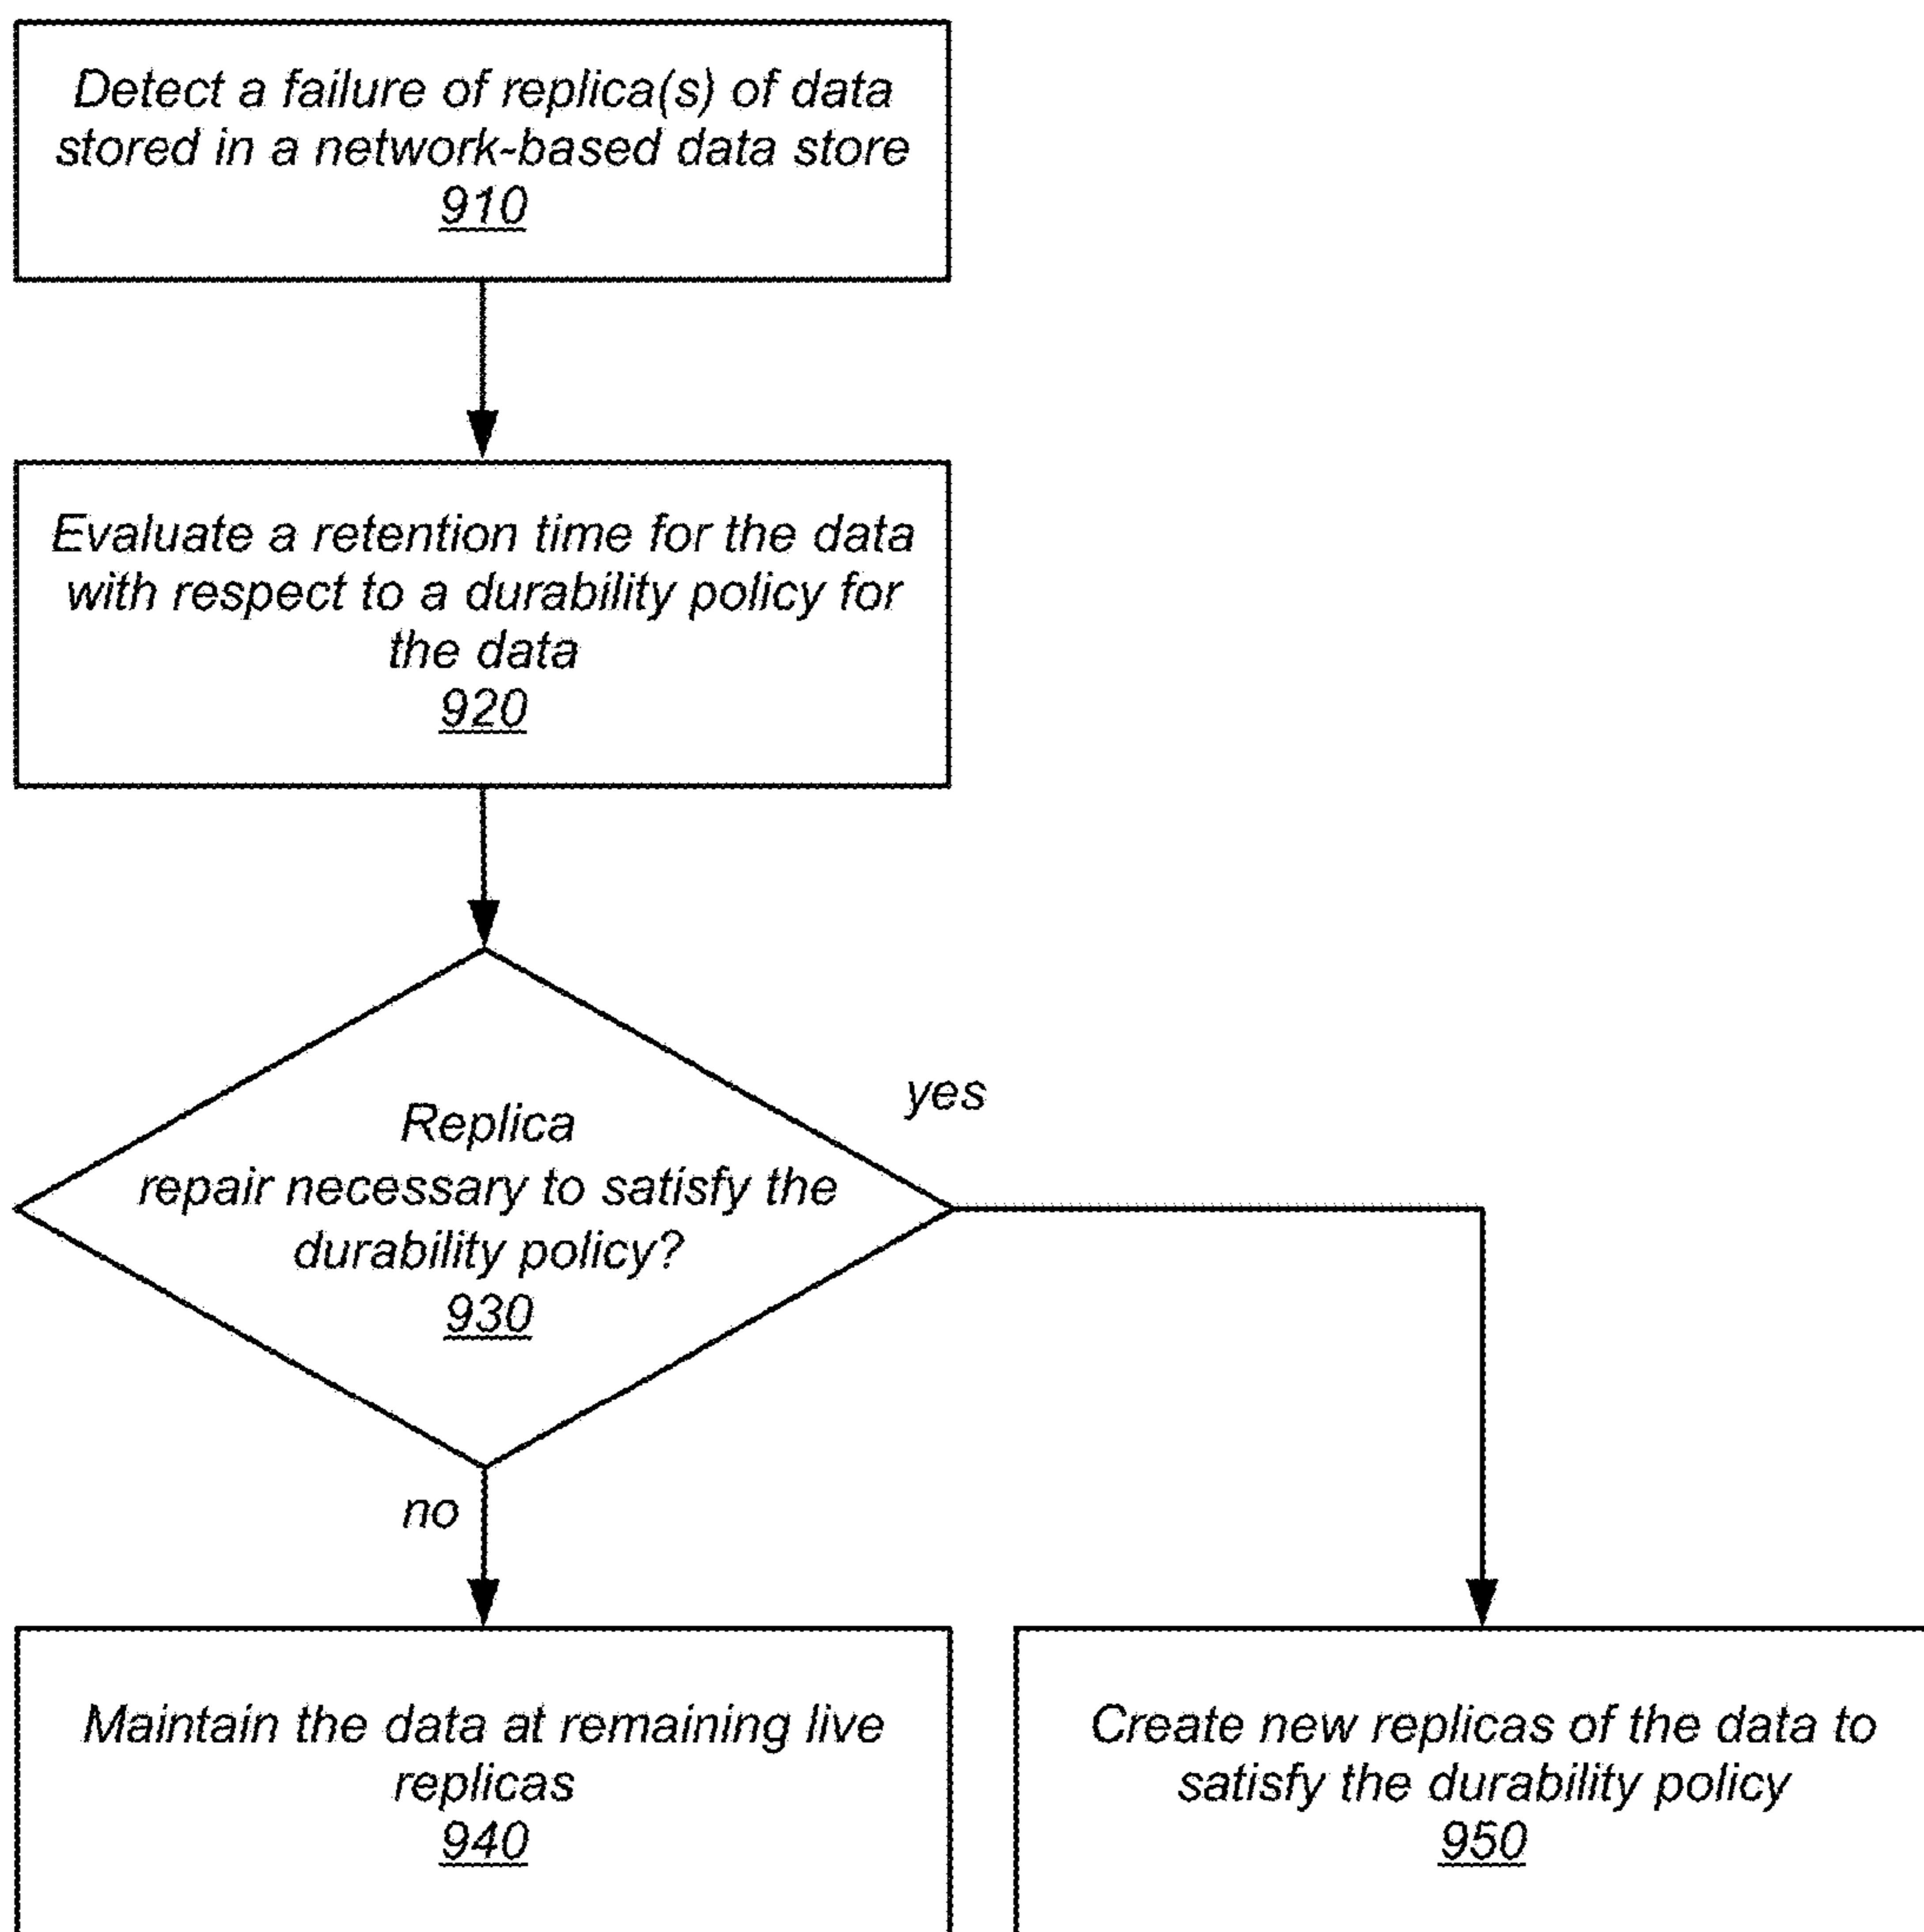 Detect a failure of replica(s) of data
stored in a network-based data store
910
Evaluate a retention time for the data
with respect to a durability policy for
the data
920
yes
Replica
repair necessary to satisfy the
durability policy?
930
no
Maintain the data at remaining live
replicas
940
Create new replicas of the data to
satisfy the durability policy
950